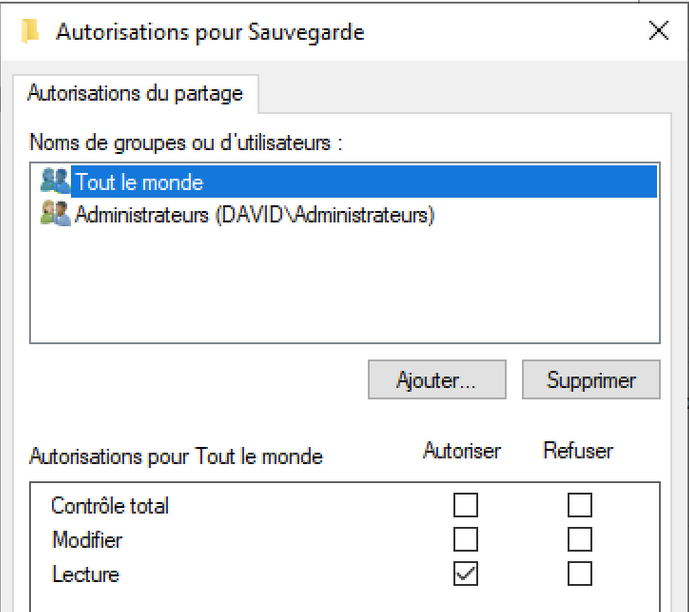 Autorisations pour Sauvegarde
Autorisations du partage
Noms de groupes ou d'utilisateurs :
Tout le monde
Administrateurs (DAVID\Administrateurs)
Ajouter... Supprimer
Autorisations pour Tout le monde Autoriser Refuser
Contrôle total
Modifier
Lecture